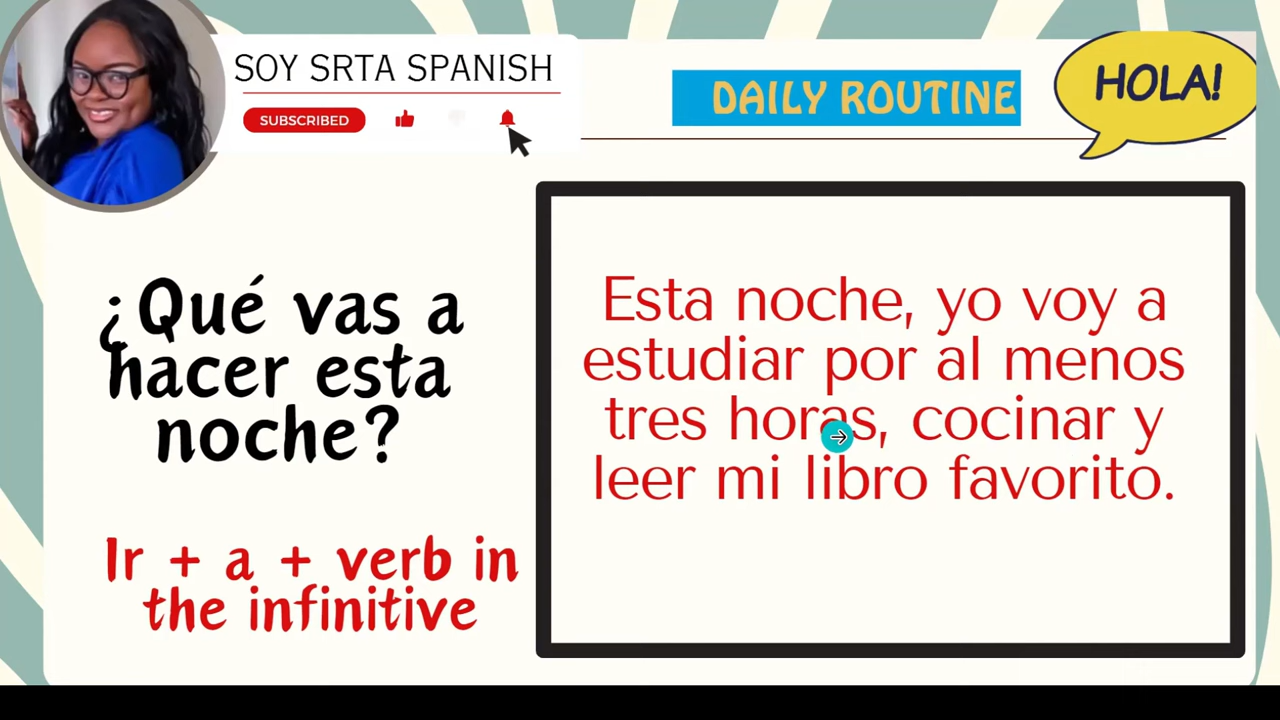 SOY SRTA SPANISH
SUBSCRIBED
DAILY ROUTINE
HOLA!
¿Qué vas a
hacer esta
noche?
Ir + a + verb in
the infinitive
Esta noche, yo voy a
estudiar por al menos
tres horas, cocinar y
leer mi libro favorito.